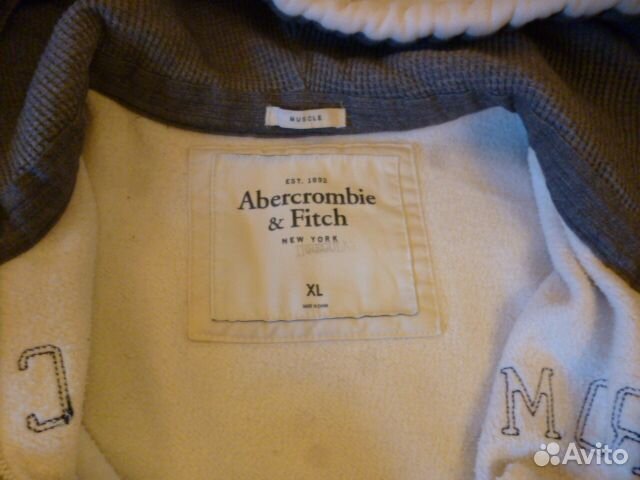 MUSCLE
EST. 1892
Abercrombie
& Fitch
NEW YORK
XL
M
Avito